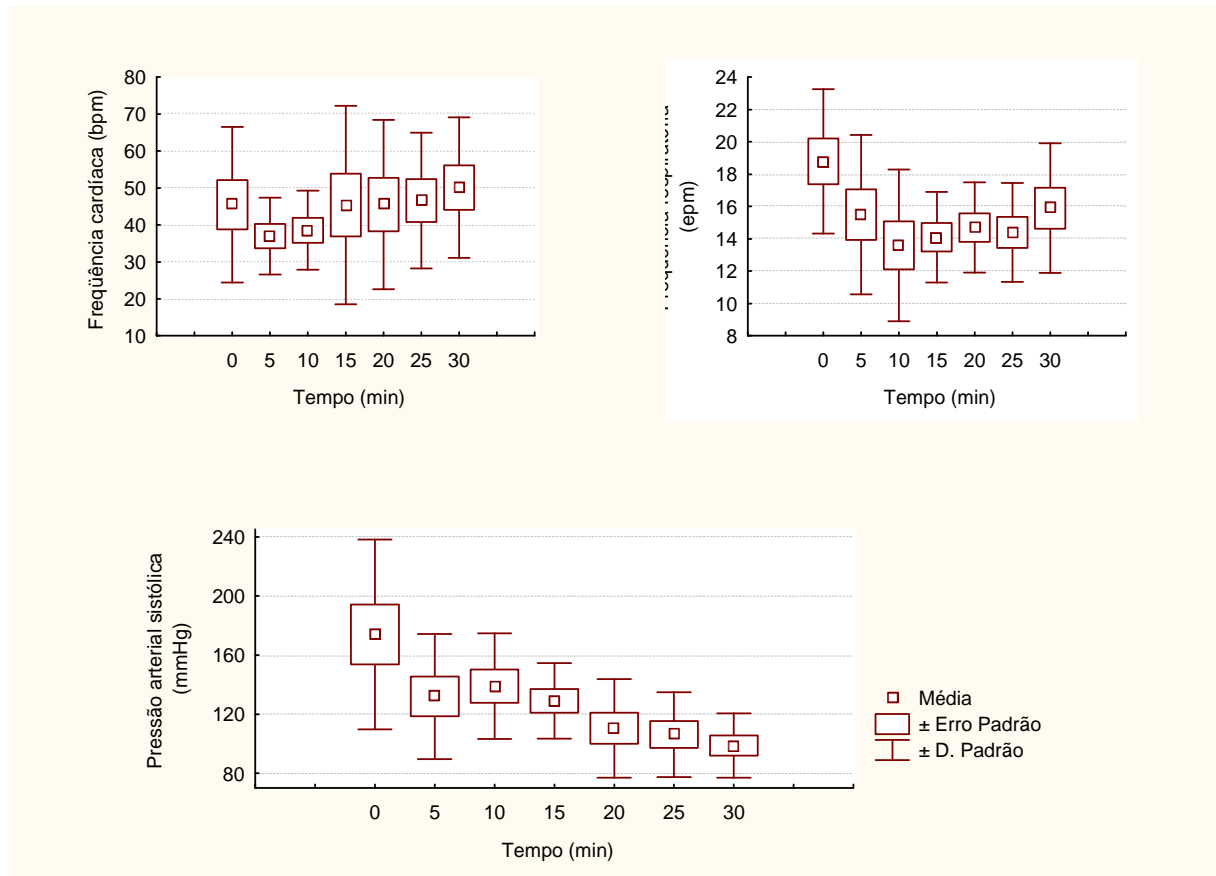 Freqüência cardíaca (bpm)
80
70
60
50
40
30
20
10
0 5 10 15 20 25 30
Tempo (min)
(epm)
24
22
20
18
16
14
12
10
8
0 5 10 15 20 25 30
Tempo (min)
Pressão arterial sistólica
(mmHg)
240
200
160
120
80
0 5 10 15 20 25 30
Tempo (min)
Média
± Erro Padrão
± D. Padrão